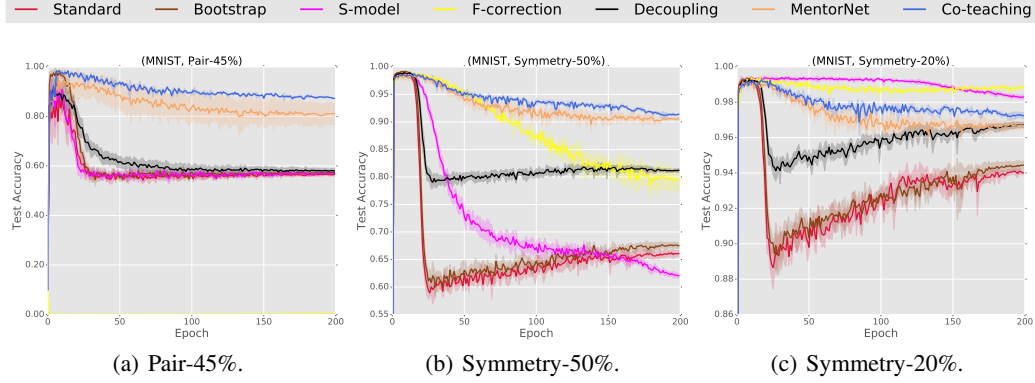 Standard Bootstrap S-model F-correction Decoupling MentorNet Co-teaching
(MNIST, Pair-45%) (MNIST, Symmetry-50%) (MNIST, Symmetry-20%)
1.00
0.80
0.60
0.40
0.20
0.00
Test Accuracy
0 50 100 150 200
Epoch
1.00
0.95
0.90
0.85
0.80
0.75
0.70
0.65
0.60
0.55
Test Accuracy
0 50 100 150 200
Epoch
1.00
0.98
0.96
0.94
0.92
0.90
0.88
0.86
Test Accuracy
0 50 100 150 200
Epoch
(a) Pair-45%. (b) Symmetry-50%. (c) Symmetry-20%.